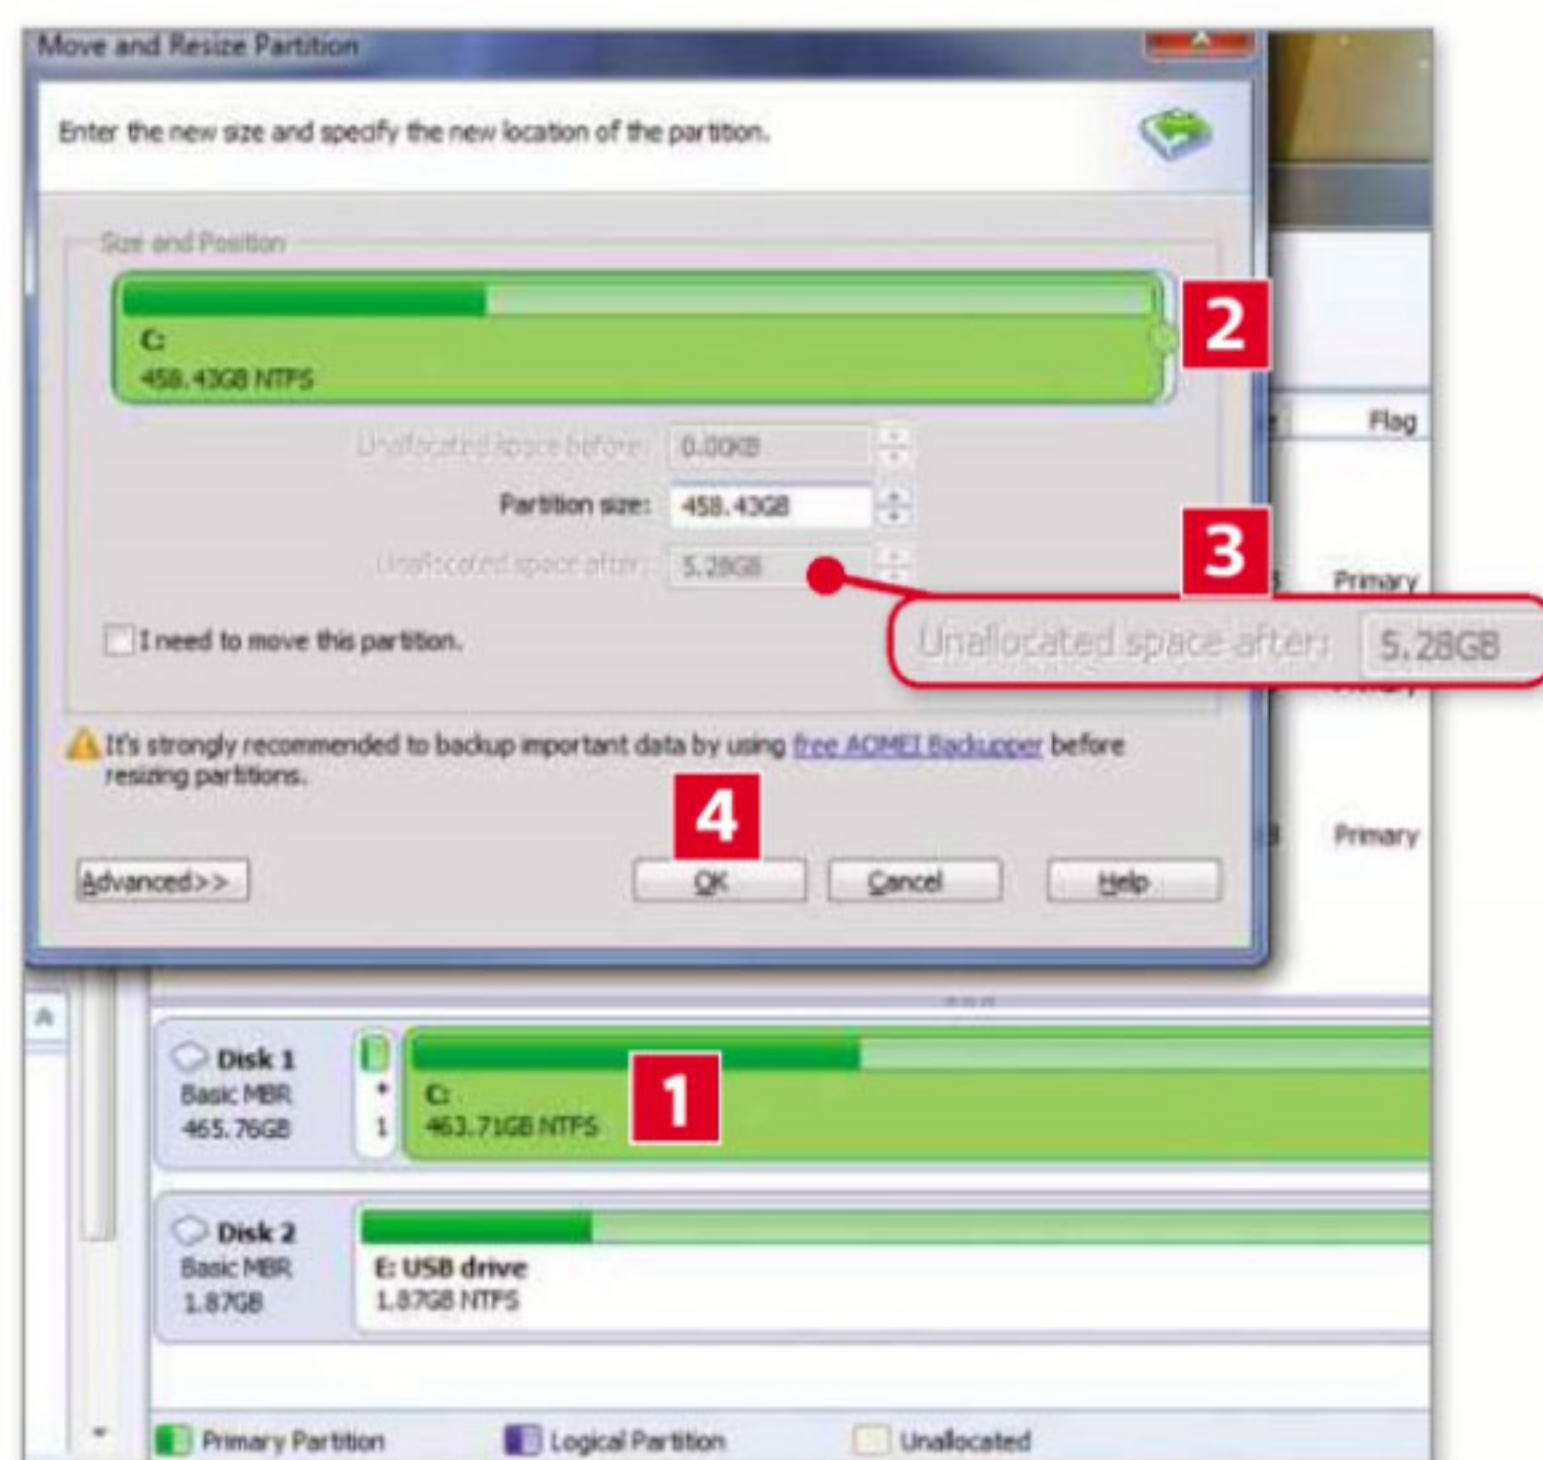 Move and Resize Partition
Enter the new size and specify the new location of the partition.
Size and Position
C:
458.43GB NTFS
2
Unallocated space before: 0.00KB
Flag
Partition size: 458.43GB
3
Unallocated space after: 5.28GB
Primary
Unallocated space after: 5.28GB
I need to move this partition.
It's strongly recommended to backup important data by using free AOMEI Backupper before
resizing partitions.
4
Primary
Advanced>> OK Cancel Help
Disk 1
Basic MBR
465.76GB
*
1
C:
463.71GB NTFS
1
Disk 2
Basic MBR
1.87GB
E: USB drive
1.87GB NTFS
Primary Partition Logical Partition Unallocated